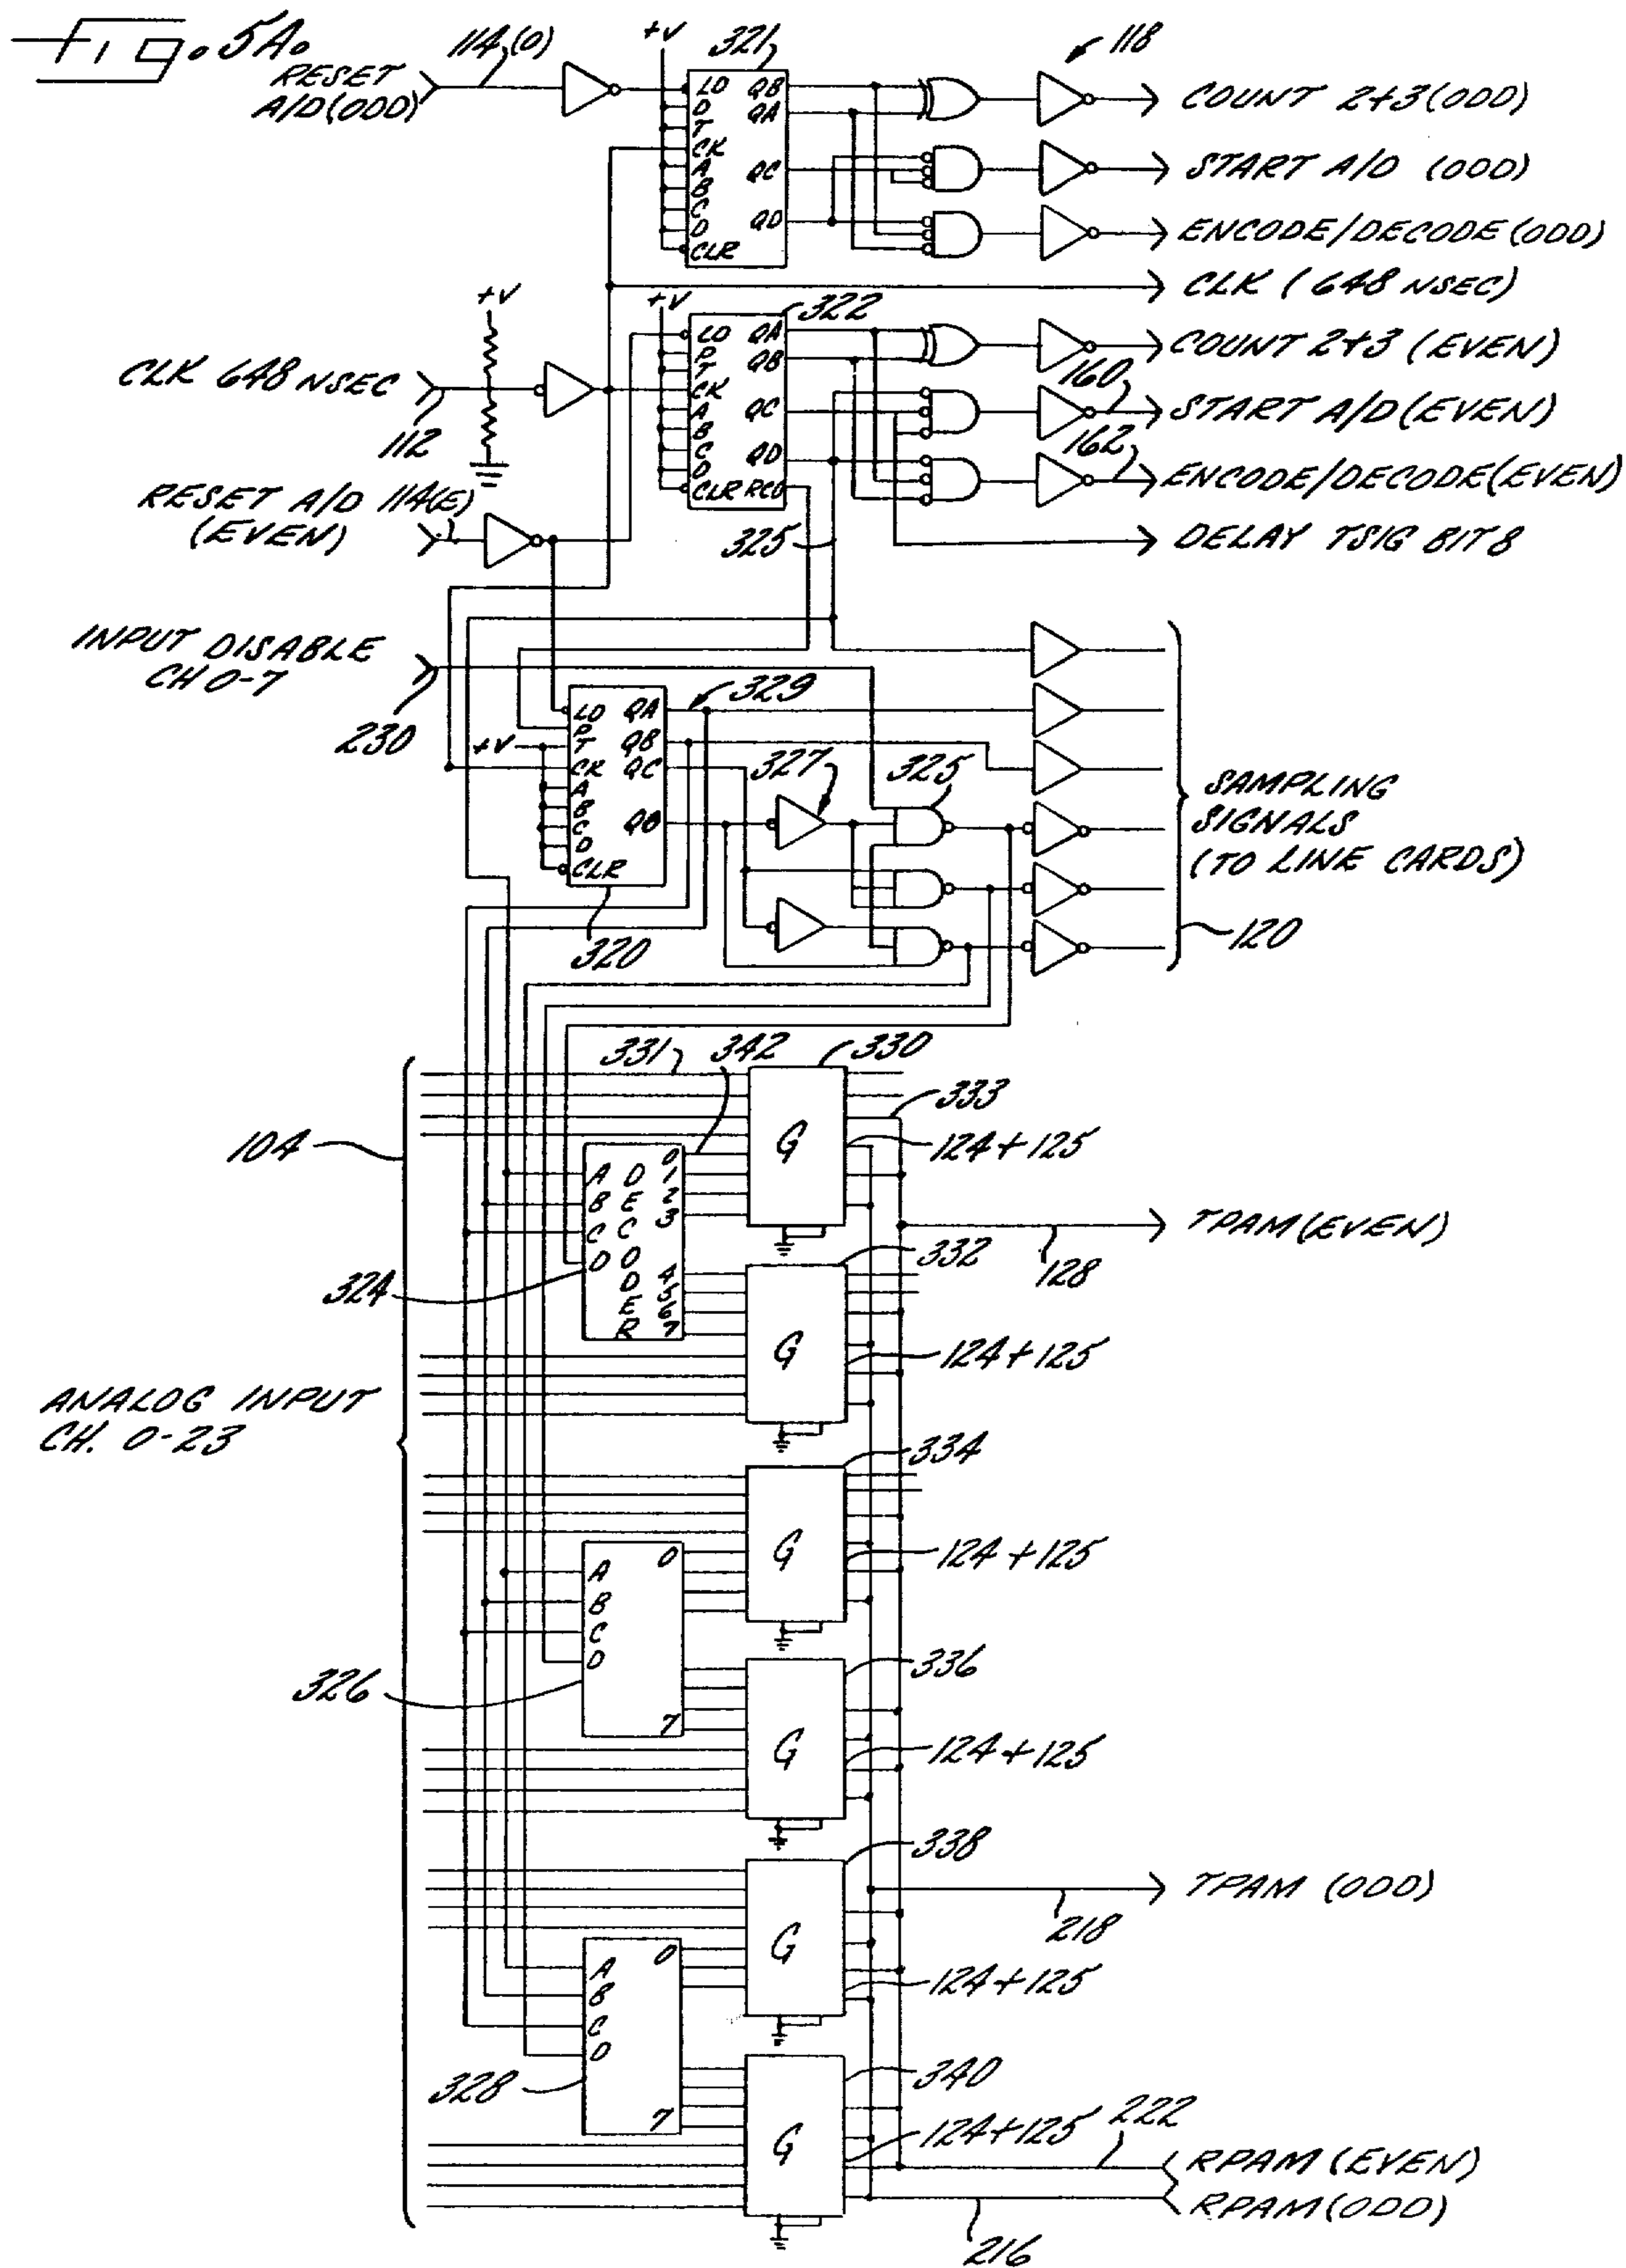 Fig. 5A.
RESET A/D (ODD)
114(O)
+V
321
118
LD
D
T
CK
A
B
C
D
CLR
QB
QA
QC
QD
COUNT 2+3 (ODD)
START A/D (ODD)
ENCODE/DECODE (ODD)
CLK (648 NSEC)
+V
+V
322
CLK 648 NSEC
112
LD
P
T
CK
A
B
C
D
CLR
QA
QB
QC
QD
RCO
COUNT 2+3 (EVEN)
160
START A/D (EVEN)
162
ENCODE/DECODE (EVEN)
RESET A/D 114(E)
(EVEN)
325
DELAY TSIG BIT 8
INPUT DISABLE
CH 0-7
230
+V
329
LD
P
T
CK
A
B
C
D
CLR
QA
QB
QC
QD
327
325
320
SAMPLING
SIGNALS
(TO LINE CARDS)
120
331
342
330
333
104
G
124+125
A
B
C
D
DECODER
0
1
2
3
4
5
6
7
324
TPAM (EVEN)
128
332
G
124+125
ANALOG INPUT
CH. 0-23
334
G
124+125
A
B
C
D
0
7
326
336
G
124+125
338
G
124+125
TPAM (ODD)
218
A
B
C
D
0
7
328
340
G
124+125
222
RPAM (EVEN)
RPAM (ODD)
216